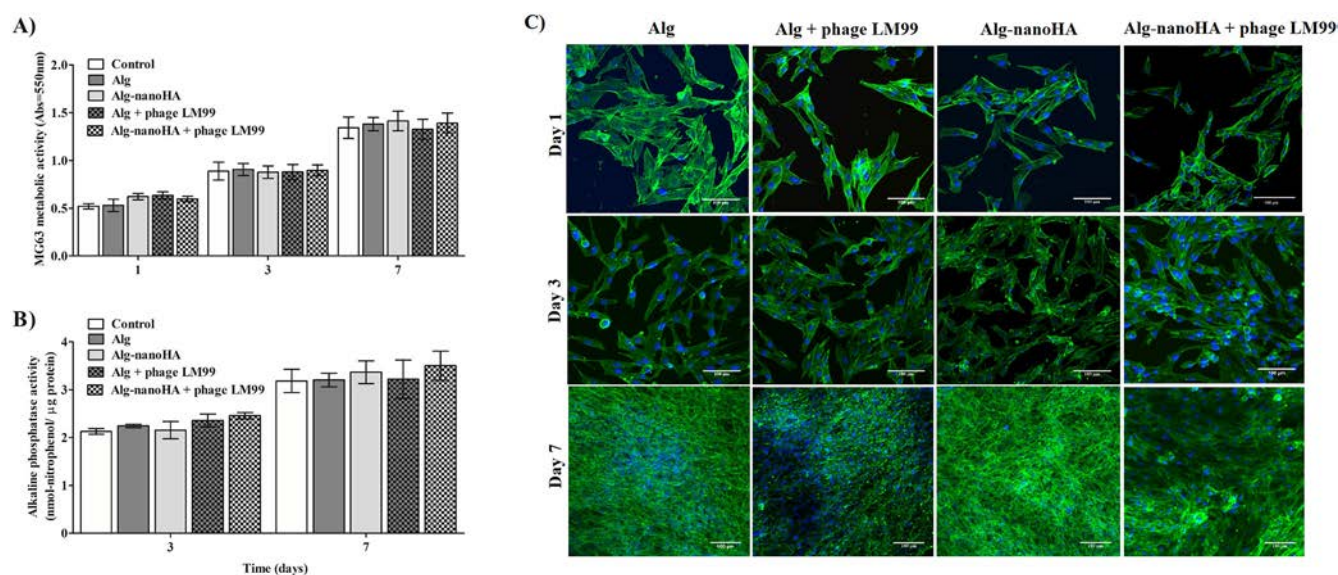 A)
MG63 metabolic activity (Abs=550nm)
2.0
1.5
1.0
0.5
0.0
Control
Alg
Alg-nanoHA
Alg + phage LM99
Alg-nanoHA + phage LM99
1
3
7
B)
Alkaline phosphatase activity
(nmol-nitrophenol/ µg protein)
4
3
2
1
0
Control
Alg
Alg-nanoHA
Alg + phage LM99
Alg-nanoHA + phage LM99
3
7
Time (days)
C)
Alg
Alg + phage LM99
Alg-nanoHA
Alg-nanoHA + phage LM99
Day 1
Day 3
Day 7